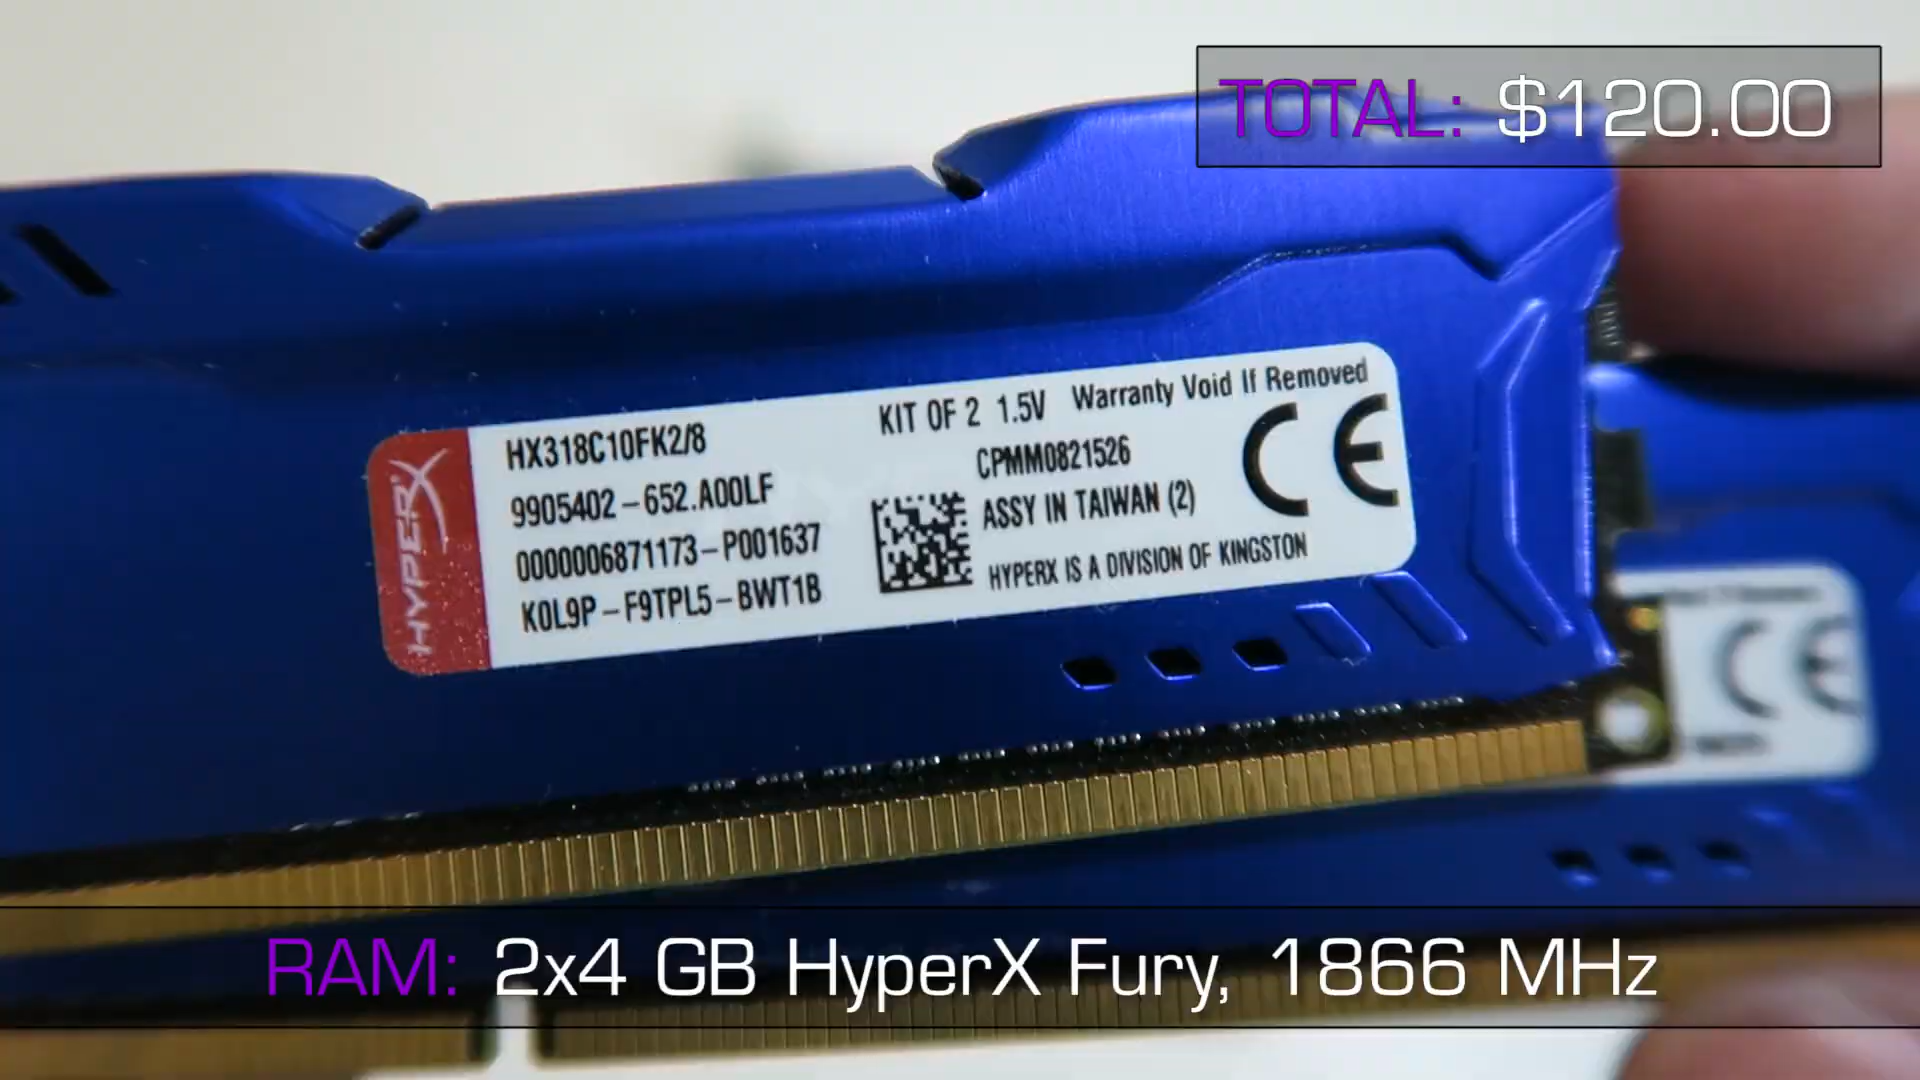 TOTAL: $120.00
KIT OF 2 1.5V Warranty Void If Removed
HX318C10FK2/8
CPMM0821526
9905402-652.A00LF
ASSY IN TAIWAN (2)
0000006871173-P001637
HYPERX IS A DIVISION OF KINGSTON
K0L9P-F9TPL5-BWT1B
CE
HYPERX
CE
RAM: 2x4 GB HyperX Fury, 1866 MHz